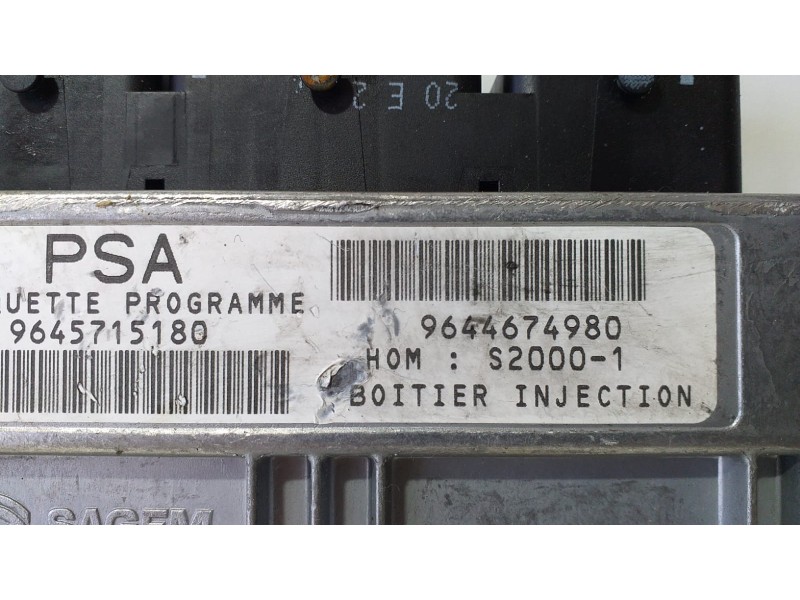 20 E 2
PSA
UETTE PROGRAMME
9645715180
9644674980
HOM : S2000-1
BOITIER INJECTION
SAGEM